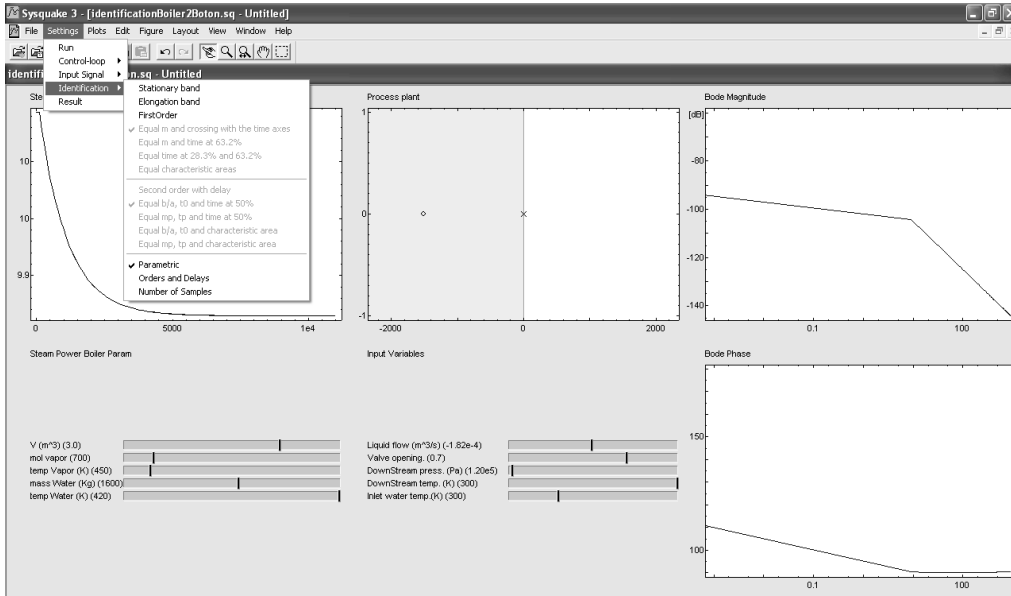 Sysquake 3 - [identificationBoiler2Boton.sq - Untitled]
File Settings Plots Edit Figure Layout View Window Help
Run
Control-loop
Input Signal
Identification
Result
identifi on.sq - Untitled
Stationary band
Elongation band
FirstOrder
Equal m and crossing with the time axes
Equal m and time at 63.2%
Equal time at 28.3% and 63.2%
Equal characteristic areas
Second order with delay
Equal b/a, t0 and time at 50%
Equal mp, tp and time at 50%
Equal b/a, t0 and characteristic area
Equal mp, tp and characteristic area
Parametric
Orders and Delays
Number of Samples
Ste
10
10
9.9
0 5000 1e4
Process plant
1
0
-1
-2000 0 2000
Bode Magnitude
[dB]
-80
-100
-120
-140
0.1 100
Steam Power Boiler Param
V (m^3) (3.0)
mol vapor (700)
temp Vapor (K) (450)
mass Water (Kg) (1600)
temp Water (K) (420)
Input Variables
Liquid flow (m^3/s) (-1.82e-4)
Valve opening. (0.7)
DownStream press. (Pa) (1.20e5)
DownStream temp. (K) (300)
Inlet water temp.(K) (300)
Bode Phase
150
100
0.1 100